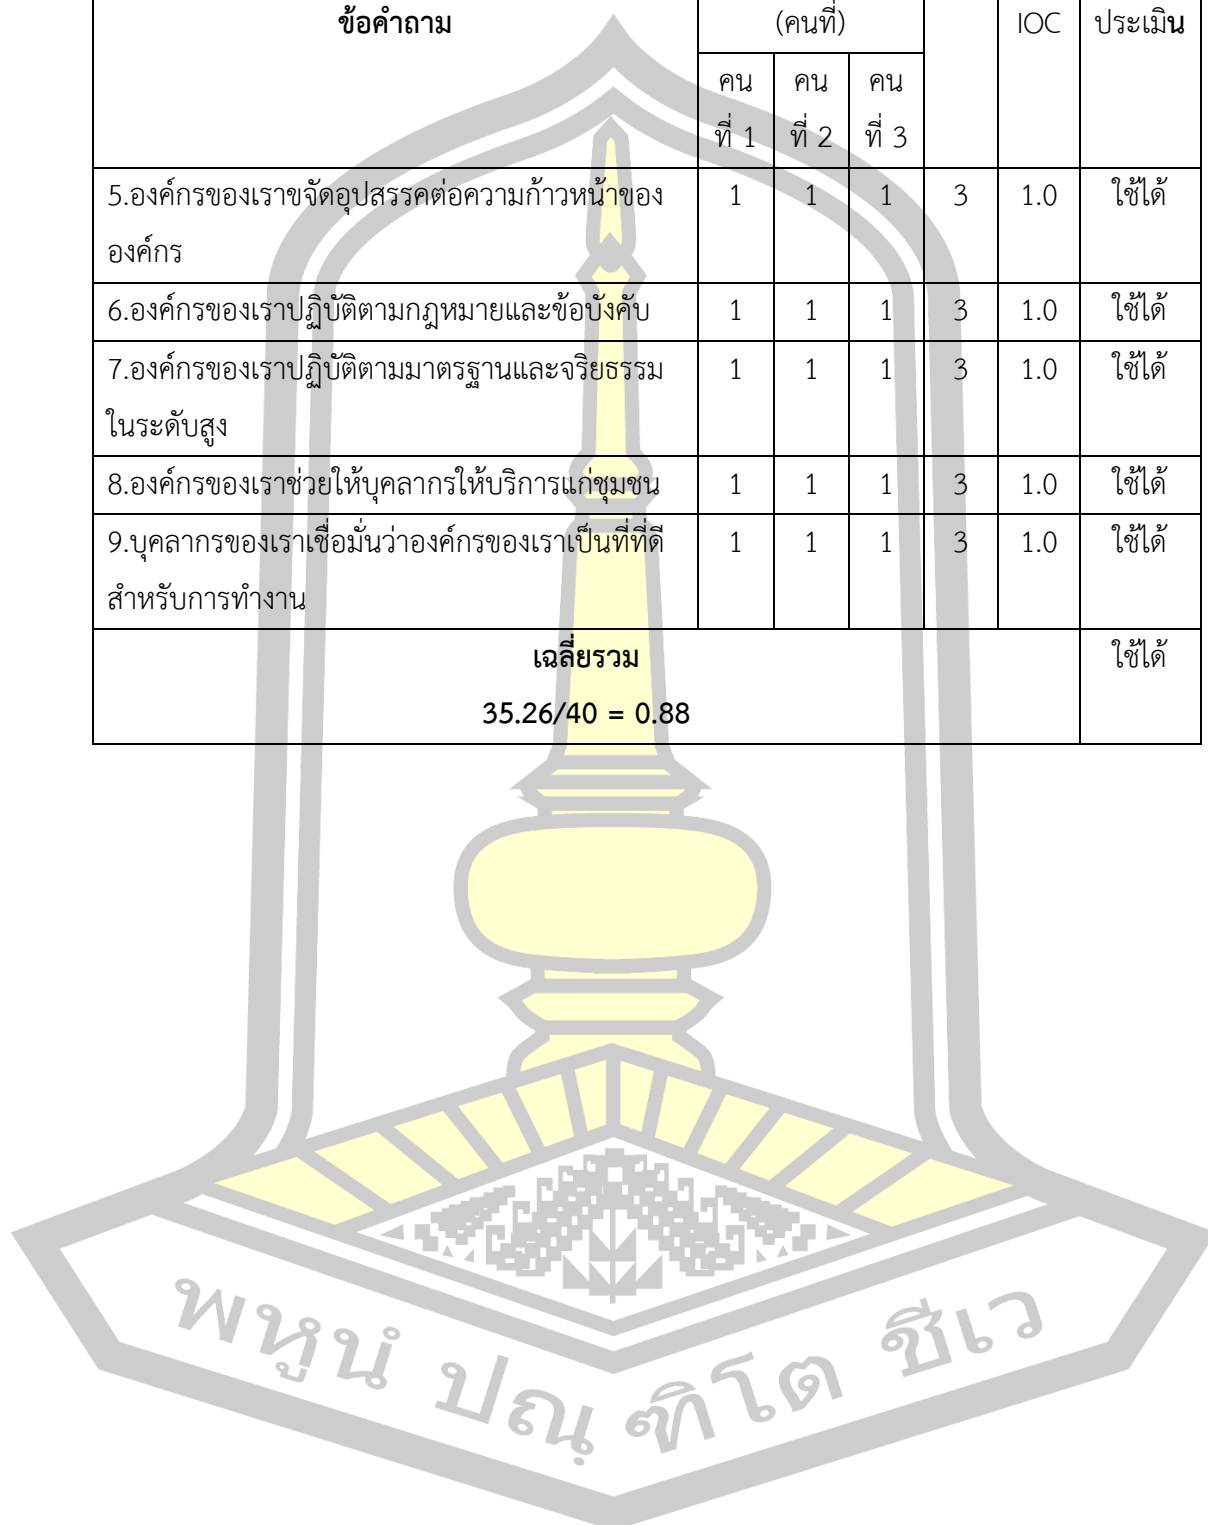 ข้อคำถาม (คนที่) IOC ประเมิน
คน คน คน
ที่ 1 ที่ 2 ที่ 3
5.องค์กรของเราขจัดอุปสรรคต่อความก้าวหน้าของ 1 1 1 3 1.0 ใช้ได้
องค์กร
6.องค์กรของเราปฏิบัติตามกฎหมายและข้อบังคับ 1 1 1 3 1.0 ใช้ได้
7.องค์กรของเราปฏิบัติตามมาตรฐานและจริยธรรม 1 1 1 3 1.0 ใช้ได้
ในระดับสูง
8.องค์กรของเราช่วยให้บุคลากรให้บริการแก่ชุมชน 1 1 1 3 1.0 ใช้ได้
9.บุคลากรของเราเชื่อมั่นว่าองค์กรของเราเป็นที่ที่ดี 1 1 1 3 1.0 ใช้ได้
สำหรับการทำงาน
เฉลี่ยรวม ใช้ได้
35.26/40 = 0.88
พหูนํ ปณฺฑิโต ชีเว